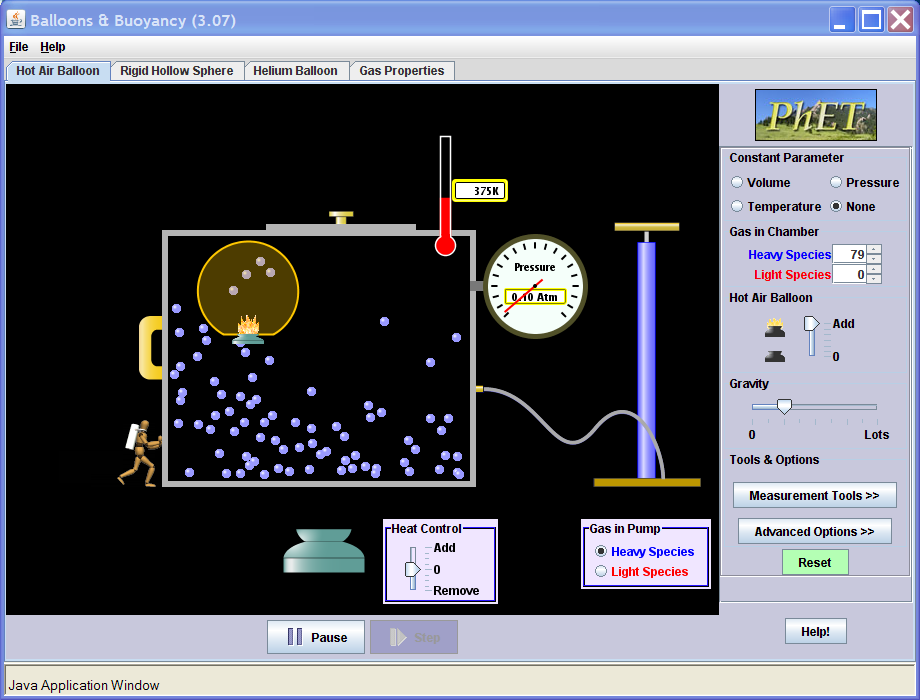 Balloons & Buoyancy (3.07)
File Help
Hot Air Balloon Rigid Hollow Sphere Helium Balloon Gas Properties
PhET
375K
Pressure
0.10 Atm
Constant Parameter
Volume Pressure
Temperature None
Gas in Chamber
Heavy Species 79
Light Species 0
Hot Air Balloon
Add
0
Gravity
0 Lots
Tools & Options
Measurement Tools >>
Advanced Options >>
Reset
Heat Control
Add
0
Remove
Gas in Pump
Heavy Species
Light Species
Pause Step
Help!
Java Application Window